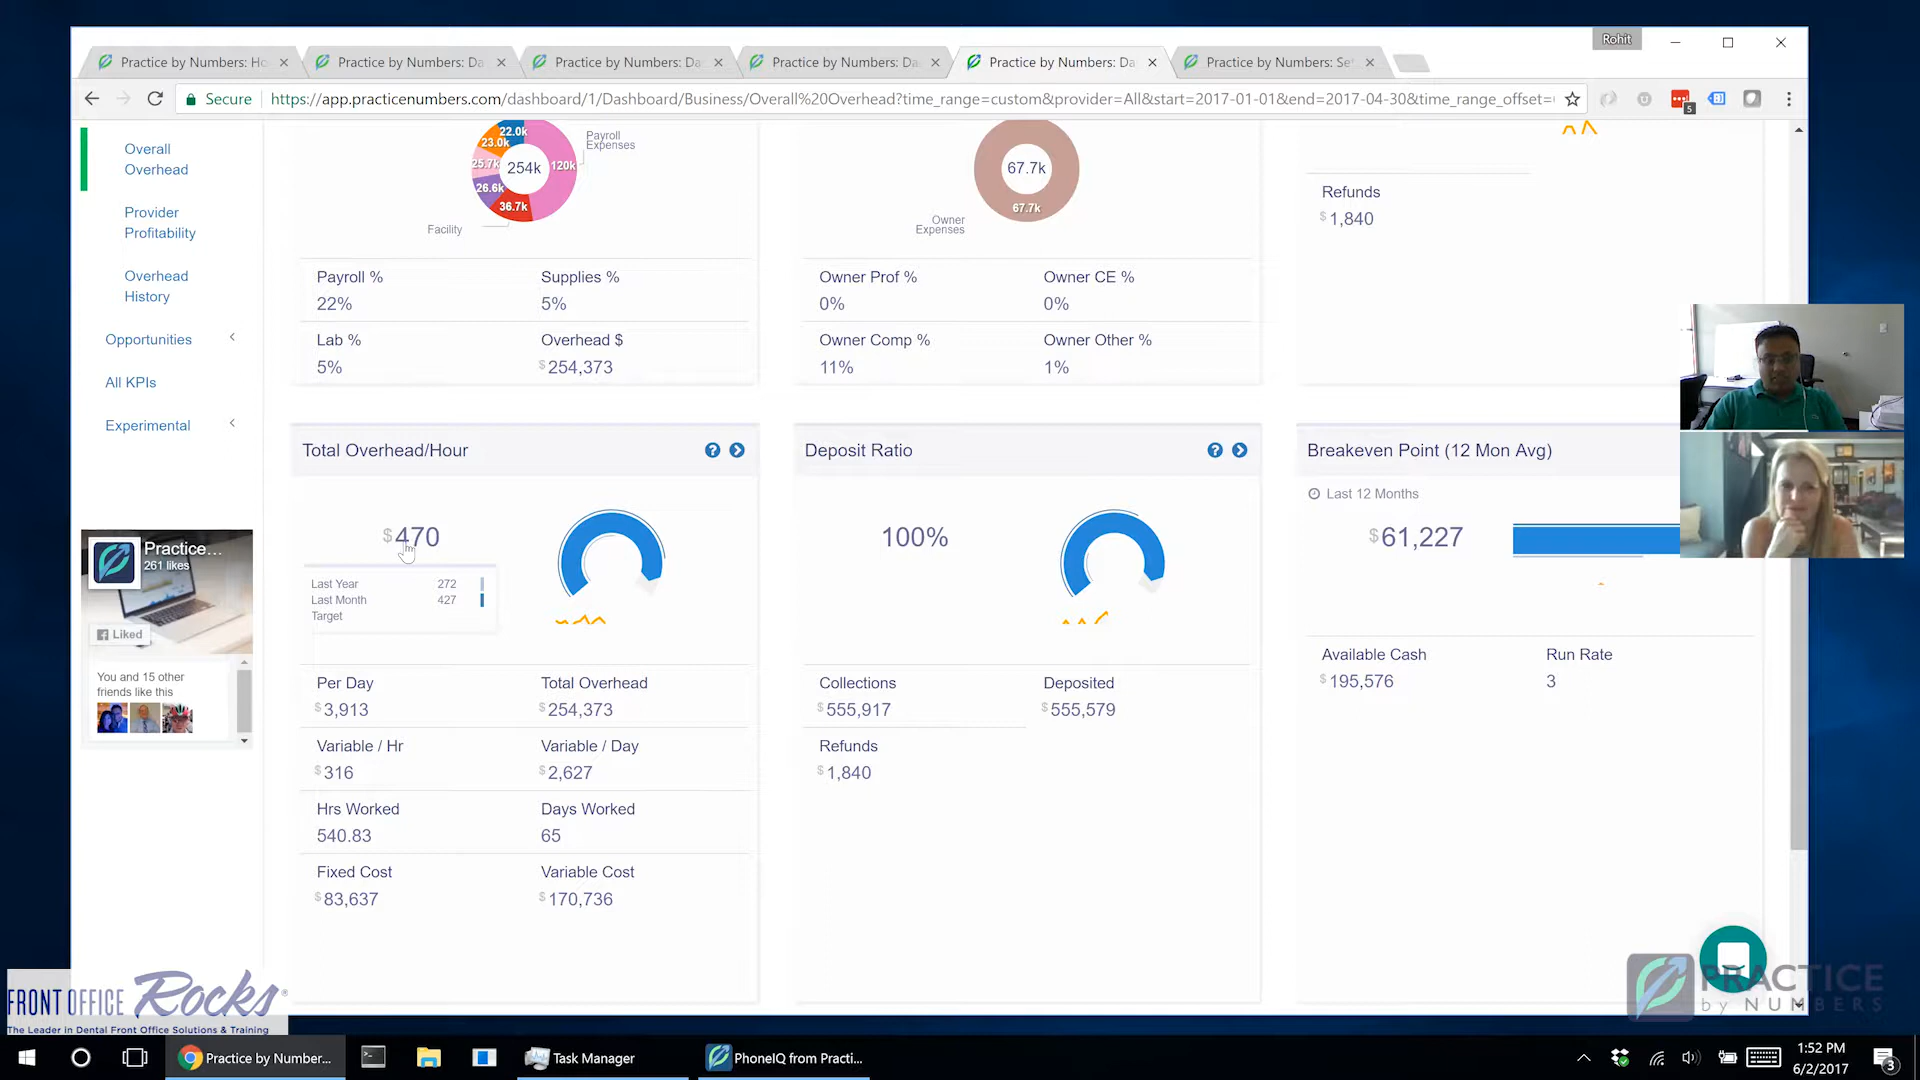 Rohit
Practice by Numbers: Ho
Practice by Numbers: Da
Practice by Numbers: Da
Practice by Numbers: Da
Practice by Numbers: Da
Practice by Numbers: Set
Secure
https://app.practicenumbers.com/dashboard/1/Dashboard/Business/Overall%20Overhead?time_range=custom&provider=All&start=2017-01-01&end=2017-04-30&time_range_offset=
5
Overall
Overhead
Provider
Profitability
Overhead
History
Opportunities
All KPIs
Experimental
Practice...
261 likes
Liked
You and 15 other
friends like this
22.0k
23.0k
25.7k
26.6k
36.7k
120k
254k
Payroll
Expenses
Facility
Payroll %
Supplies %
22%
5%
Lab %
Overhead $
5%
$254,373
67.7k
67.7k
Owner
Expenses
Owner Prof %
Owner CE %
0%
0%
Owner Comp %
Owner Other %
11%
1%
Refunds
$1,840
Total Overhead/Hour
$470
Last Year 272
Last Month 427
Target
Per Day
Total Overhead
$3,913
$254,373
Variable / Hr
Variable / Day
$316
$2,627
Hrs Worked
Days Worked
540.83
65
Fixed Cost
Variable Cost
$83,637
$170,736
Deposit Ratio
100%
Collections
Deposited
$555,917
$555,579
Refunds
$1,840
Breakeven Point (12 Mon Avg)
Last 12 Months
$61,227
Available Cash
Run Rate
$195,576
3
FRONT OFFICE Rocks
The Leader in Dental Front Office Solutions & Training
PRACTICE
by NUMBERS
Practice by Number...
Task Manager
PhoneIQ from Practi...
1:52 PM
6/2/2017
3